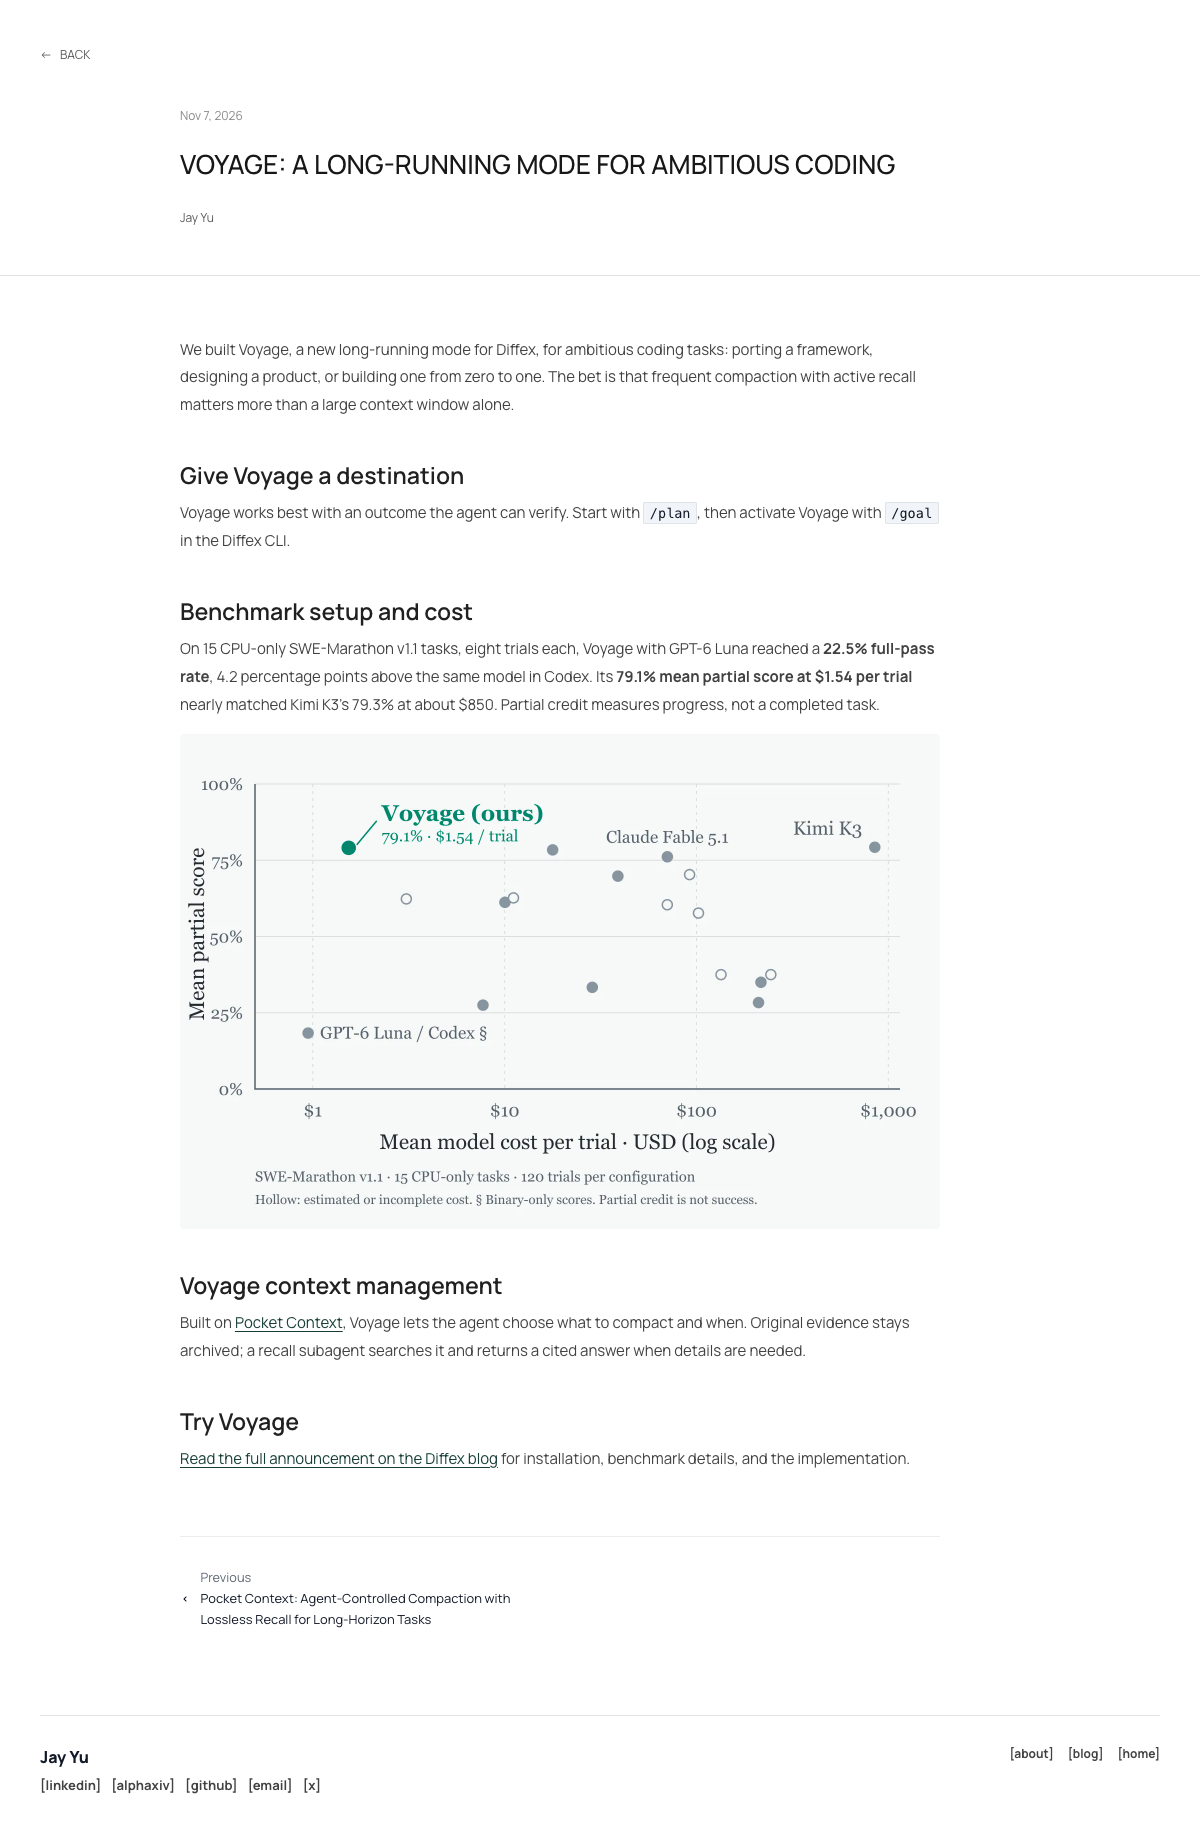 ← BACK
Nov 7, 2026
VOYAGE: A LONG-RUNNING MODE FOR AMBITIOUS CODING
Jay Yu
We built Voyage, a new long-running mode for Diffex, for ambitious coding tasks: porting a framework,
designing a product, or building one from zero to one. The bet is that frequent compaction with active recall
matters more than a large context window alone.
Give Voyage a destination
Voyage works best with an outcome the agent can verify. Start with /plan, then activate Voyage with /goal
in the Diffex CLI.
Benchmark setup and cost
On 15 CPU-only SWE-Marathon v1.1 tasks, eight trials each, Voyage with GPT-6 Luna reached a 22.5% full-pass
rate, 4.2 percentage points above the same model in Codex. Its 79.1% mean partial score at $1.54 per trial
nearly matched Kimi K3's 79.3% at about $850. Partial credit measures progress, not a completed task.
Mean partial score
100%
75%
50%
25%
0%
Voyage (ours)
79.1% · $1.54 / trial
Claude Fable 5.1
Kimi K3
GPT-6 Luna / Codex §
$1
$10
$100
$1,000
Mean model cost per trial · USD (log scale)
SWE-Marathon v1.1 · 15 CPU-only tasks · 120 trials per configuration
Hollow: estimated or incomplete cost. § Binary-only scores. Partial credit is not success.
Voyage context management
Built on Pocket Context, Voyage lets the agent choose what to compact and when. Original evidence stays
archived; a recall subagent searches it and returns a cited answer when details are needed.
Try Voyage
Read the full announcement on the Diffex blog for installation, benchmark details, and the implementation.
Previous
‹ Pocket Context: Agent-Controlled Compaction with
Lossless Recall for Long-Horizon Tasks
Jay Yu
[linkedin] [alphaxiv] [github] [email] [x]
[about] [blog] [home]